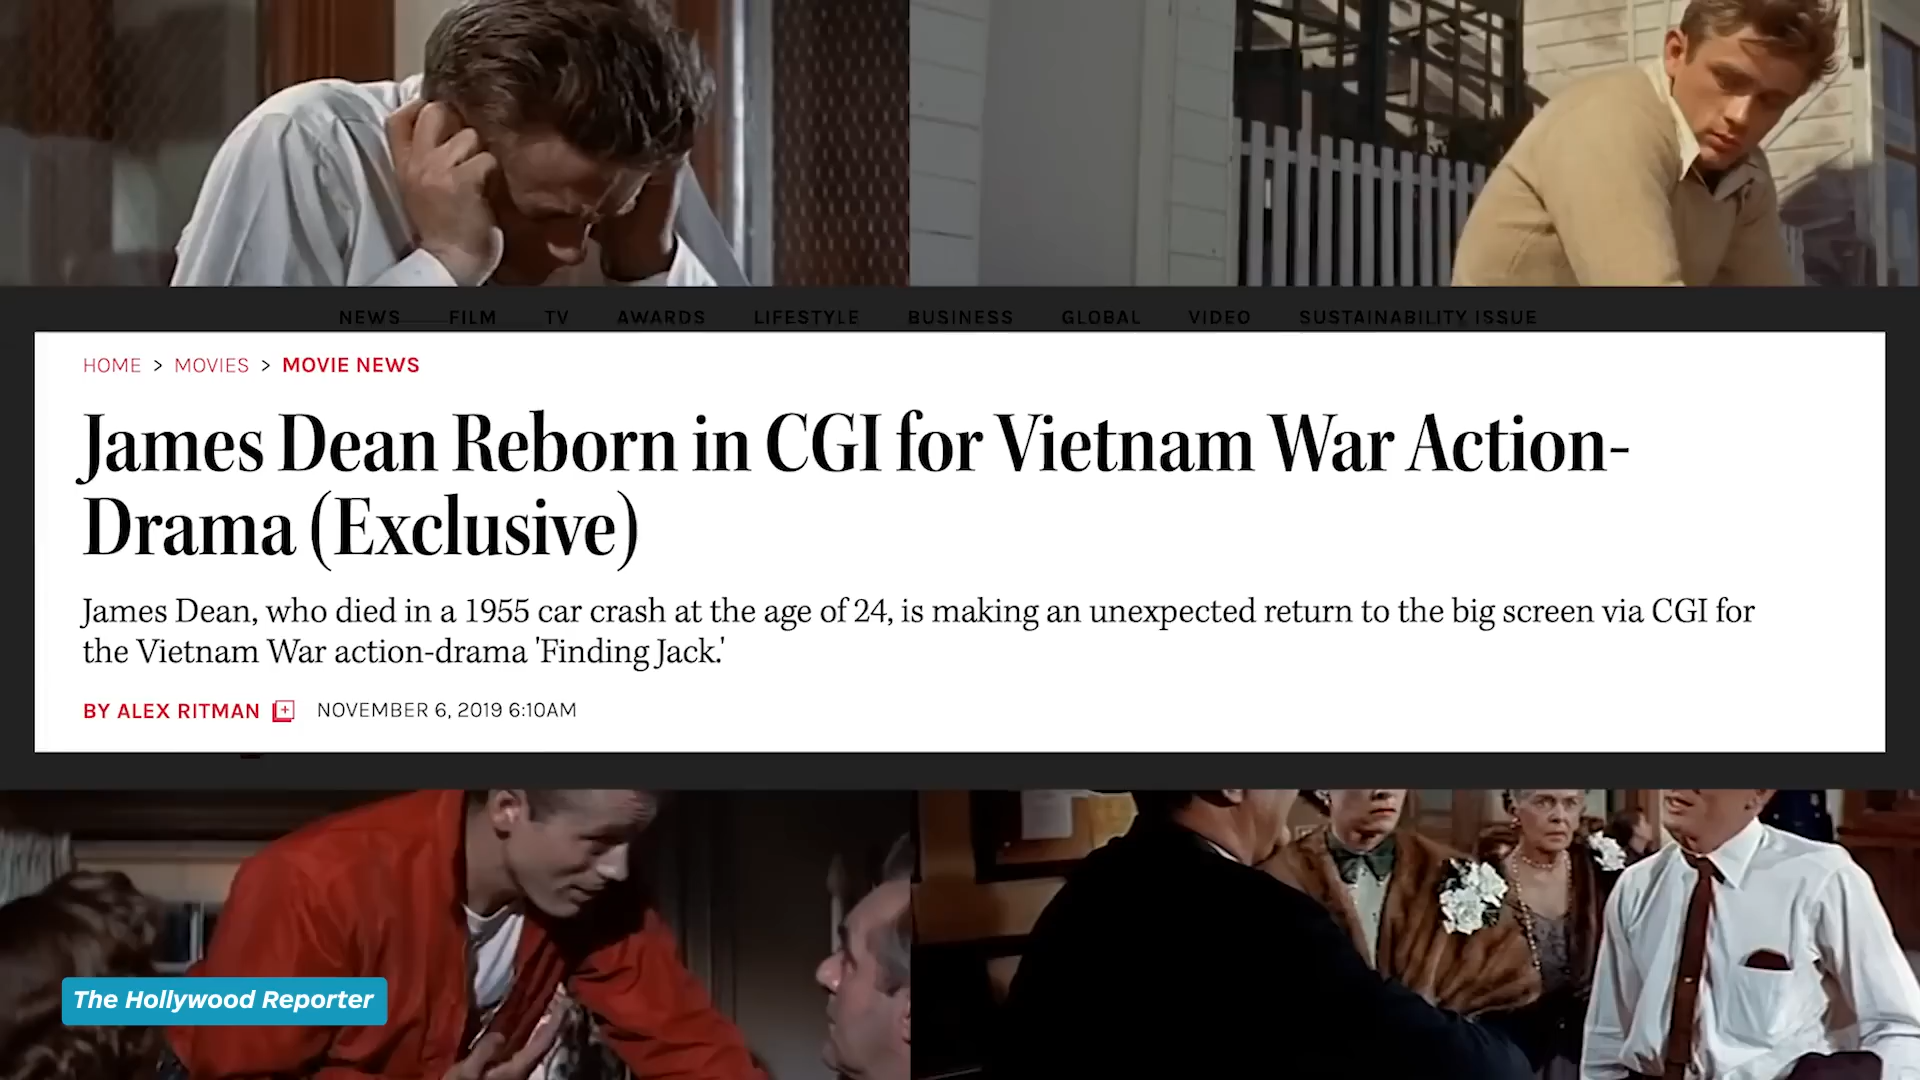 NEWS FILM TV AWARDS LIFESTYLE BUSINESS GLOBAL VIDEO SUSTAINABILITY ISSUE
HOME > MOVIES > MOVIE NEWS
James Dean Reborn in CGI for Vietnam War Action-
Drama (Exclusive)
James Dean, who died in a 1955 car crash at the age of 24, is making an unexpected return to the big screen via CGI for
the Vietnam War action-drama 'Finding Jack.'
BY ALEX RITMAN NOVEMBER 6, 2019 6:10AM
The Hollywood Reporter